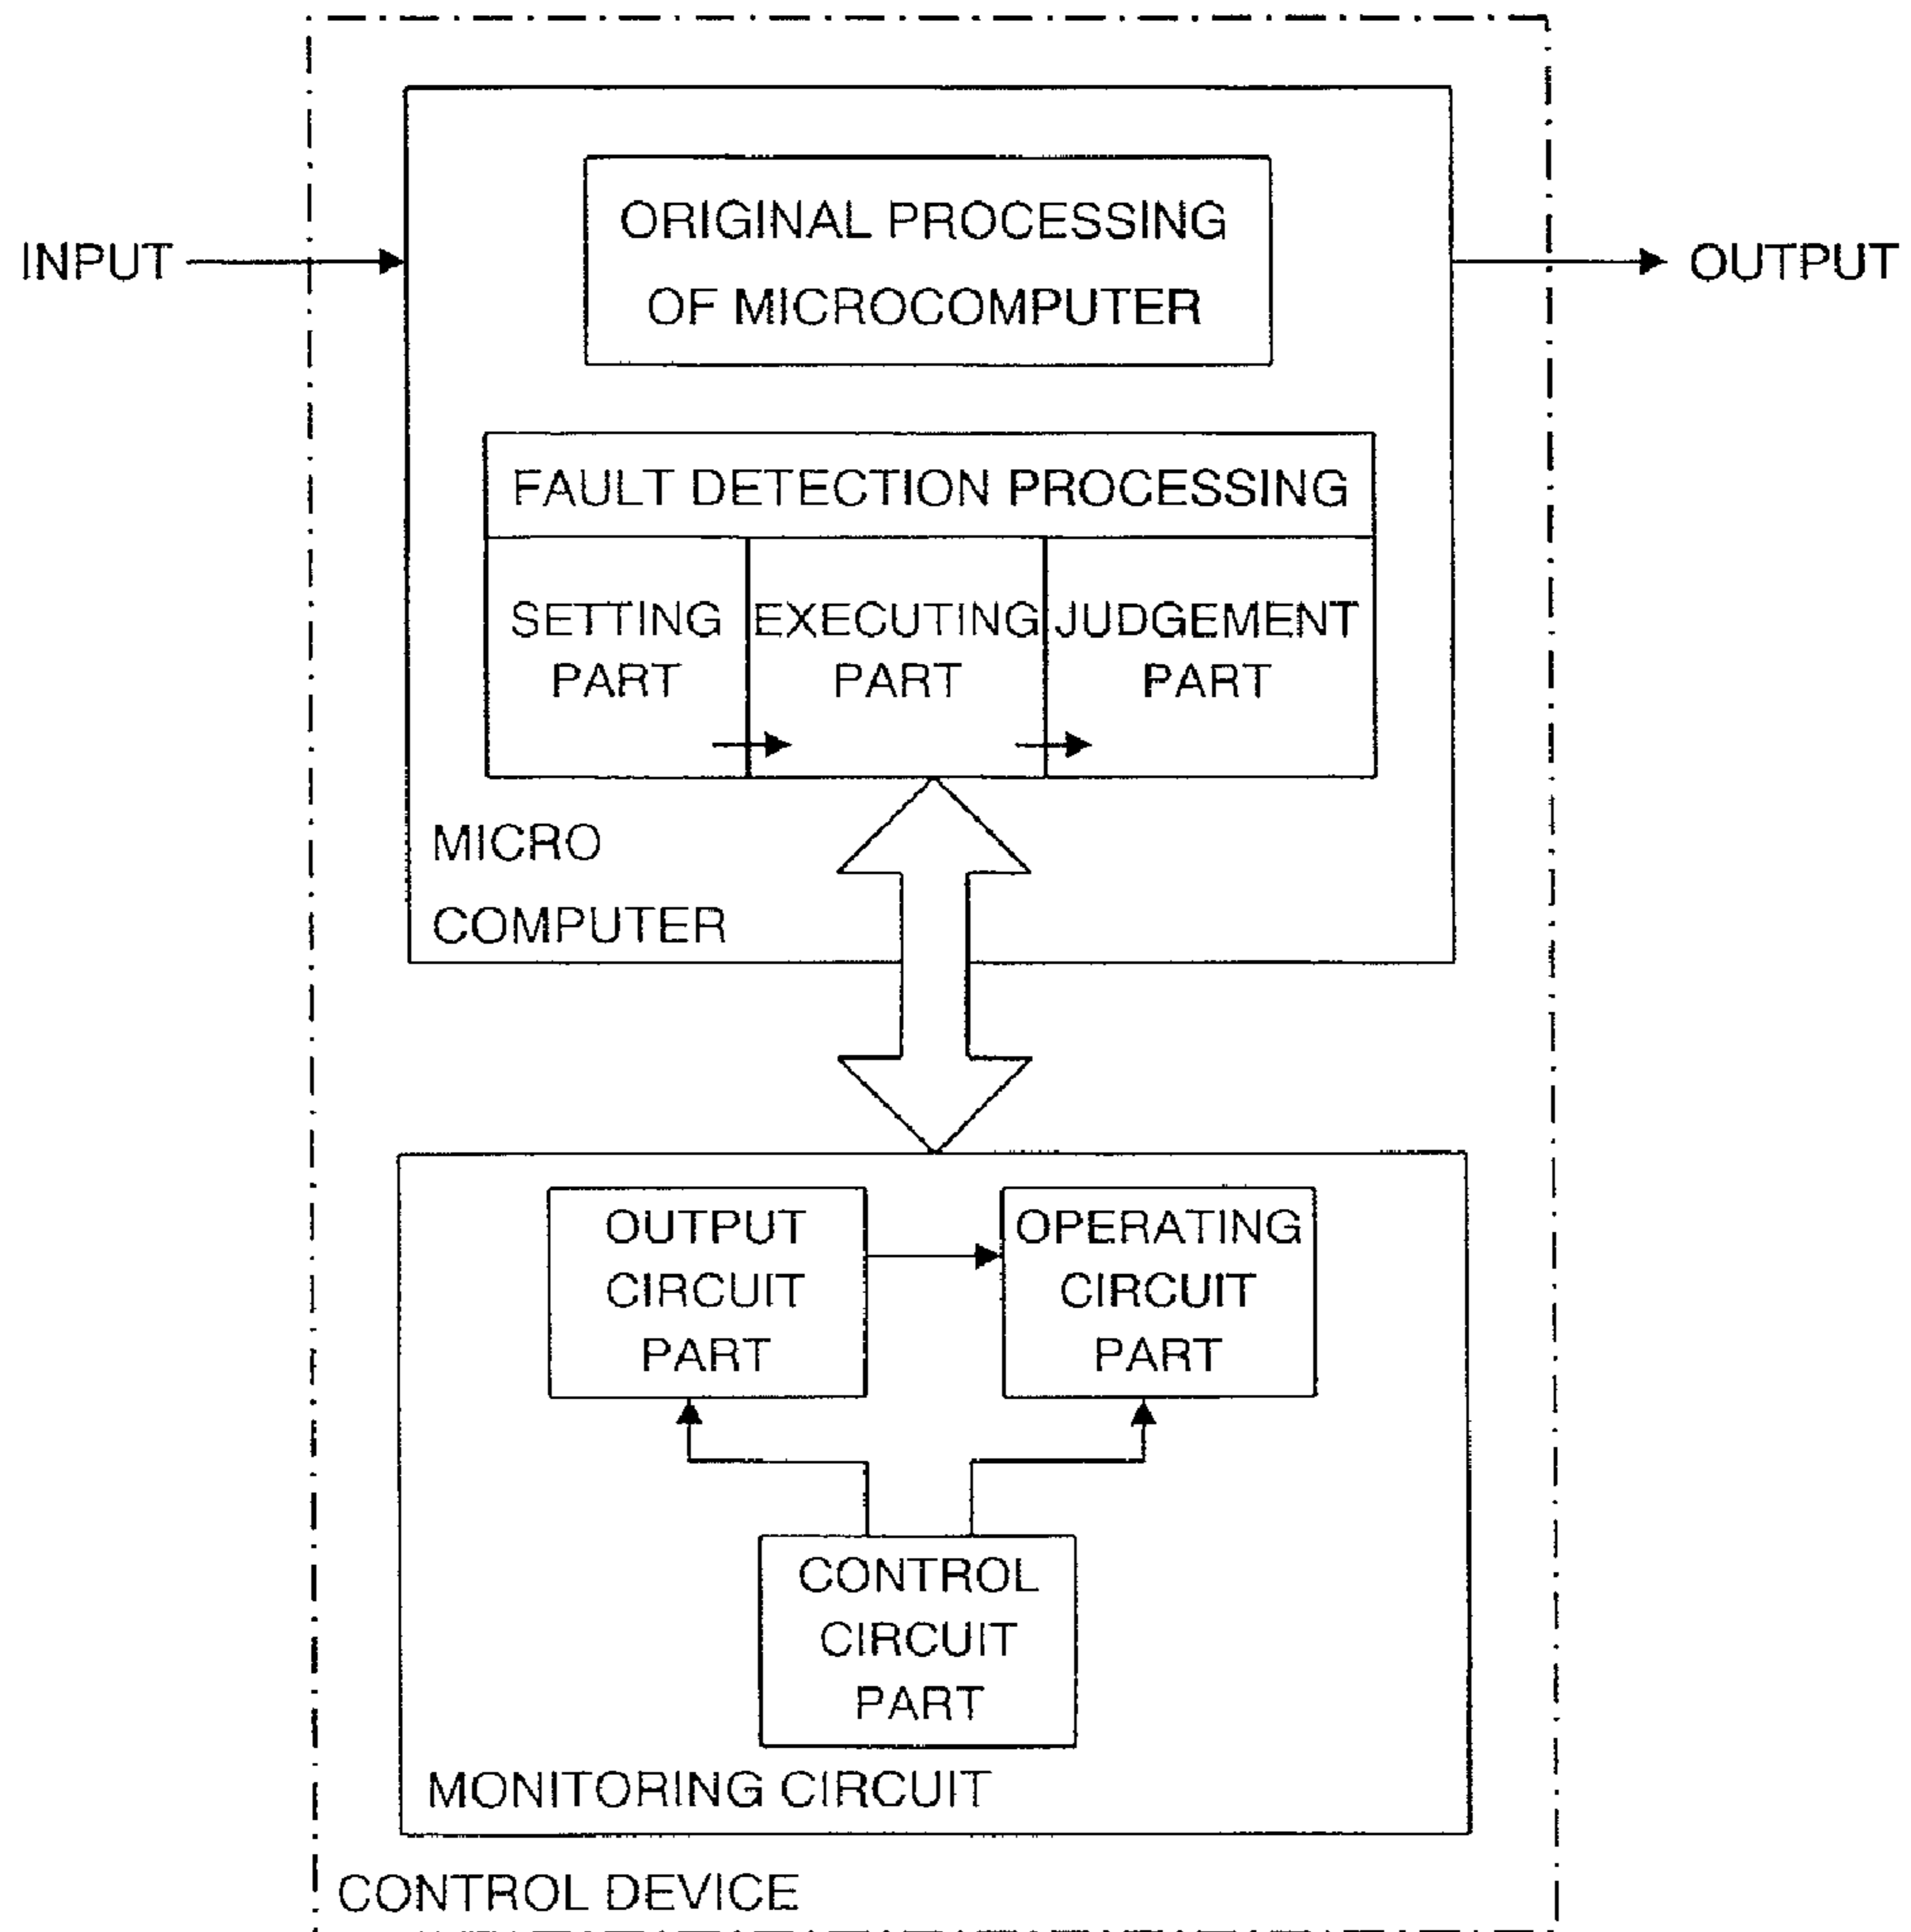 ORIGINAL PROCESSING
OF MICROCOMPUTER
INPUT
OUTPUT
FAULT DETECTION PROCESSING
SETTING
PART
EXECUTING
PART
JUDGEMENT
PART
MICRO
COMPUTER
OUTPUT
CIRCUIT
PART
OPERATING
CIRCUIT
PART
CONTROL
CIRCUIT
PART
MONITORING CIRCUIT
CONTROL DEVICE